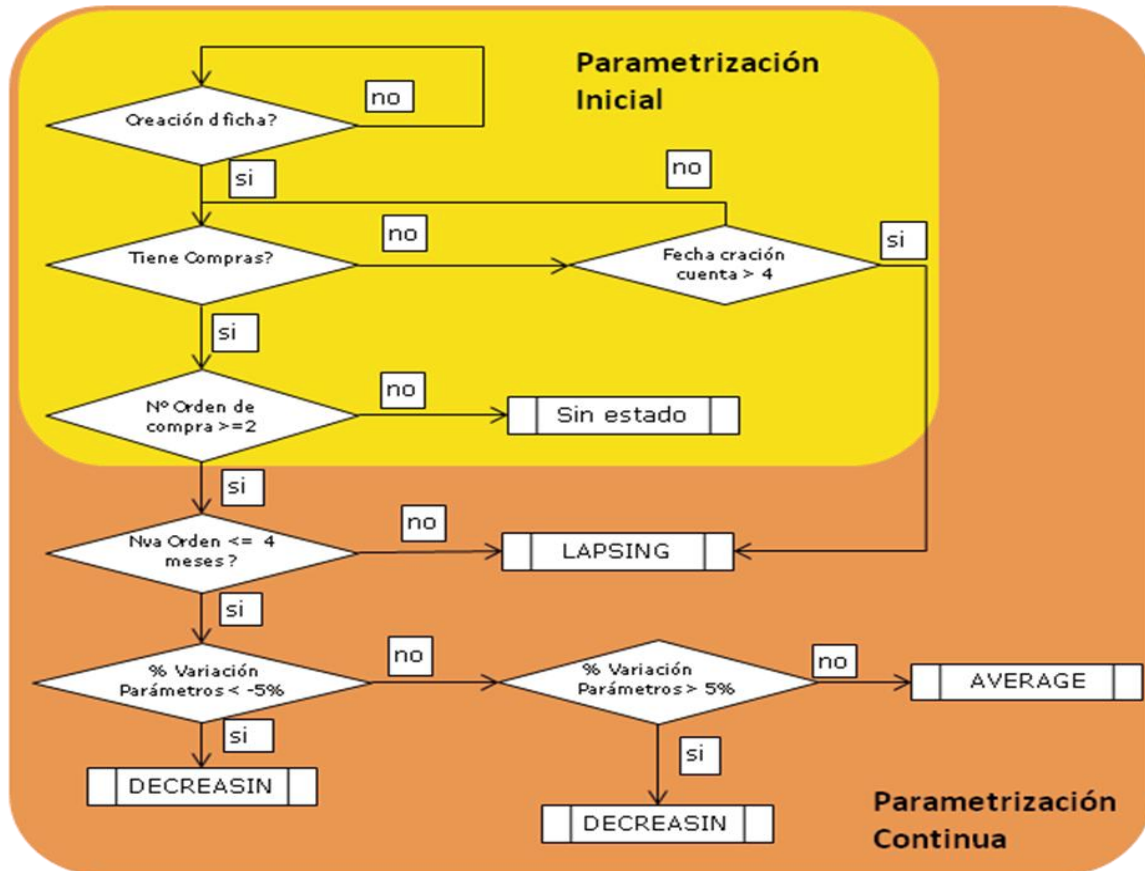 Parametrización
Inicial
no
Creación d ficha?
si
no
Tiene Compras?
no
Fecha cración
cuenta > 4
si
si
Nº Orden de
compra >=2
no
Sin estado
si
Nva Orden <= 4
meses?
no
LAPSING
si
% Variación
Parámetros < -5%
no
% Variación
Parámetros > 5%
no
AVERAGE
si
DECREASIN
si
DECREASIN
Parametrización
Continua